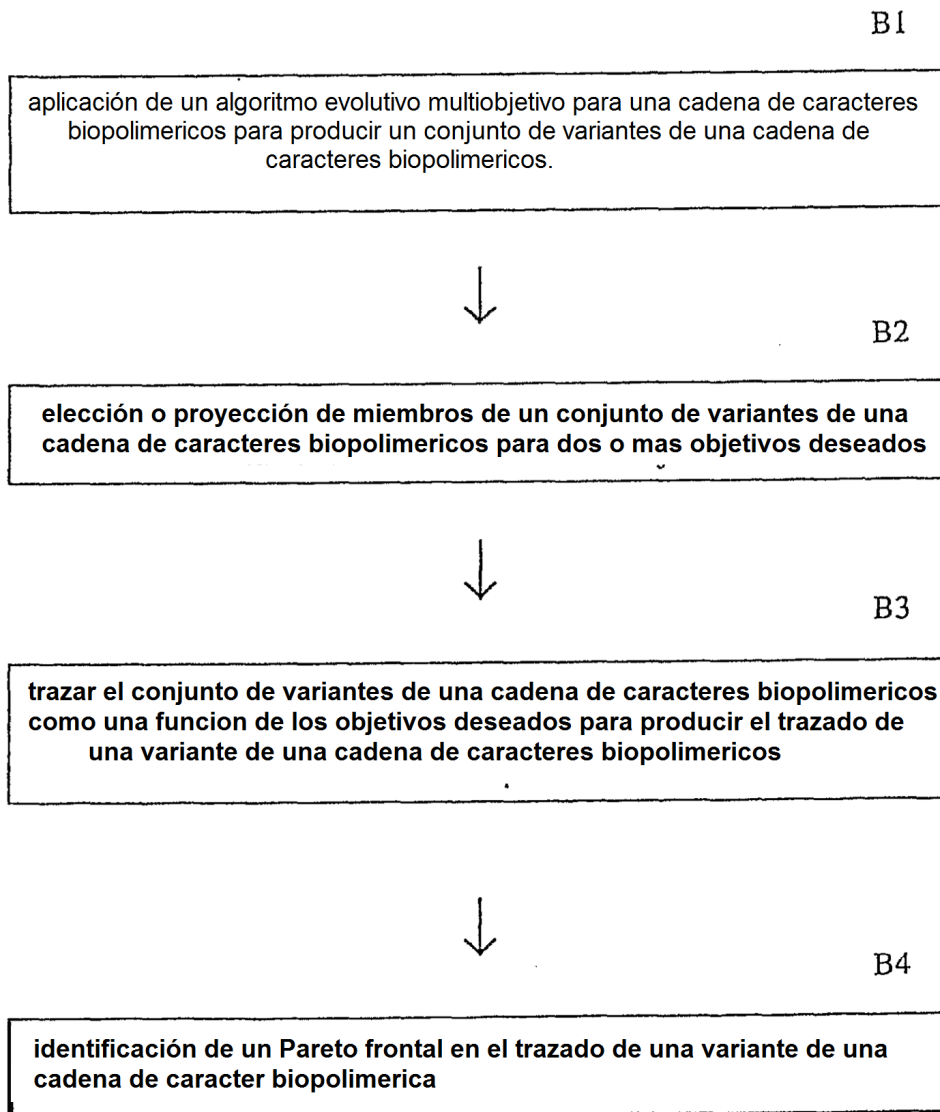 B1
aplicación de un algoritmo evolutivo multiobjetivo para una cadena de caracteres
biopolimericos para producir un conjunto de variantes de una cadena de
caracteres biopolimericos.
B2
elección o proyección de miembros de un conjunto de variantes de una
cadena de caracteres biopolimericos para dos o mas objetivos deseados
B3
trazar el conjunto de variantes de una cadena de caracteres biopolimericos
como una funcion de los objetivos deseados para producir el trazado de
una variante de una cadena de caracteres biopolimericos
B4
identificación de un Pareto frontal en el trazado de una variante de una
cadena de caracter biopolimerica